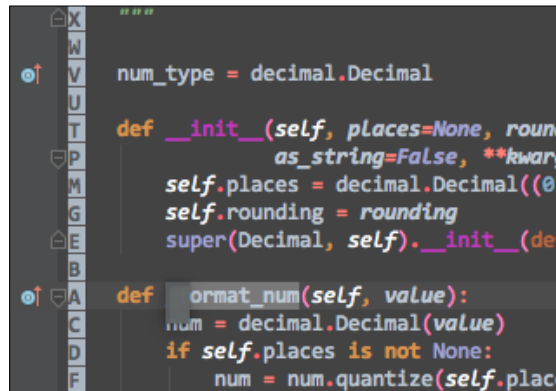 X """
W
V num_type = decimal.Decimal
U
T def __init__(self, places=None, roun
P as_string=False, **kwarg
M self.places = decimal.Decimal((0
G self.rounding = rounding
E super(Decimal, self).__init__(de
B
A def ormat_num(self, value):
C num = decimal.Decimal(value)
D if self.places is not None:
F num = num.quantize(self.plac